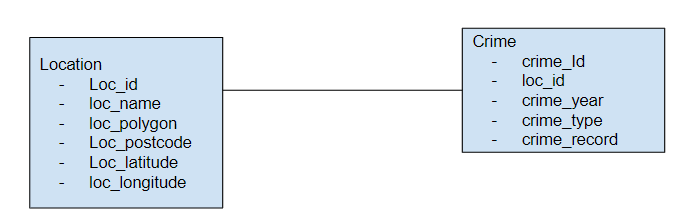 Location
- Loc_id
- loc_name
- loc_polygon
- Loc_postcode
- Loc_latitude
- loc_longitude
Crime
- crime_Id
- loc_id
- crime_year
- crime_type
- crime_record